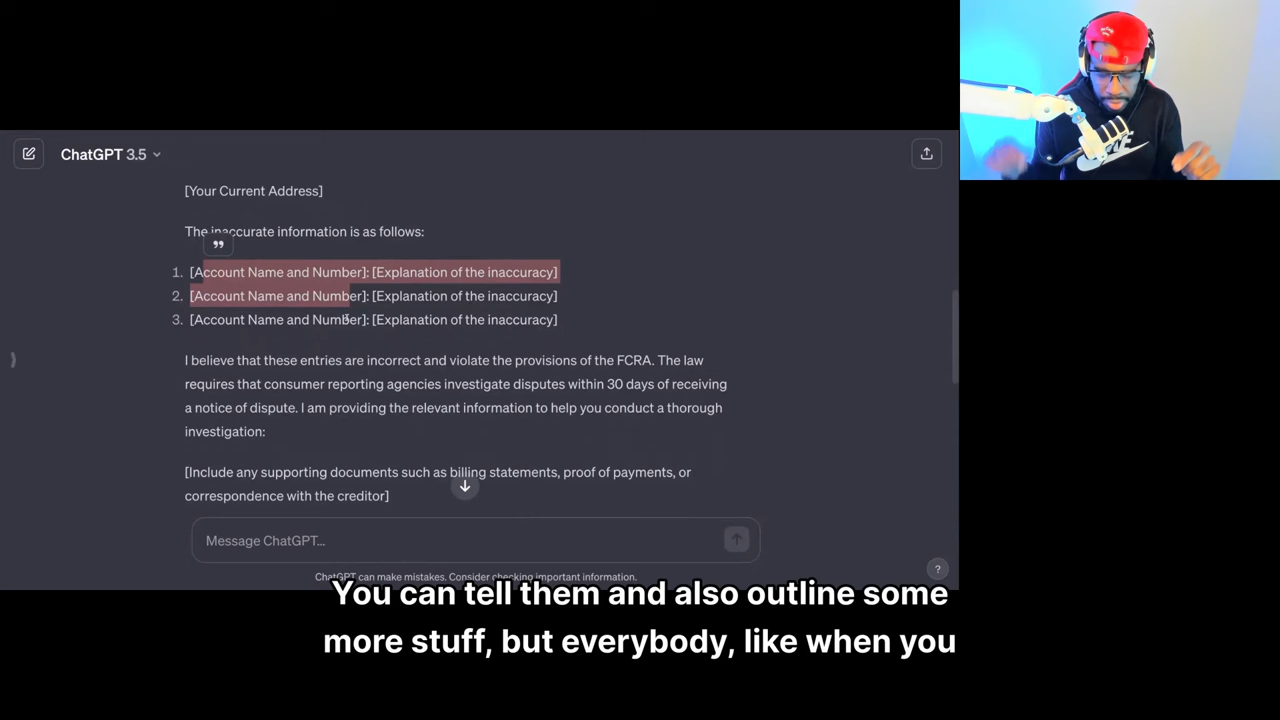 ChatGPT 3.5
[Your Current Address]
The inaccurate information is as follows:
1. [Account Name and Number]: [Explanation of the inaccuracy]
2. [Account Name and Number]: [Explanation of the inaccuracy]
3. [Account Name and Number]: [Explanation of the inaccuracy]
I believe that these entries are incorrect and violate the provisions of the FCRA. The law
requires that consumer reporting agencies investigate disputes within 30 days of receiving
a notice of dispute. I am providing the relevant information to help you conduct a thorough
investigation:
[Include any supporting documents such as billing statements, proof of payments, or
correspondence with the creditor]
Message ChatGPT...
ChatGPT can make mistakes. Consider checking important information.
?
You can tell them and also outline some
more stuff, but everybody, like when you